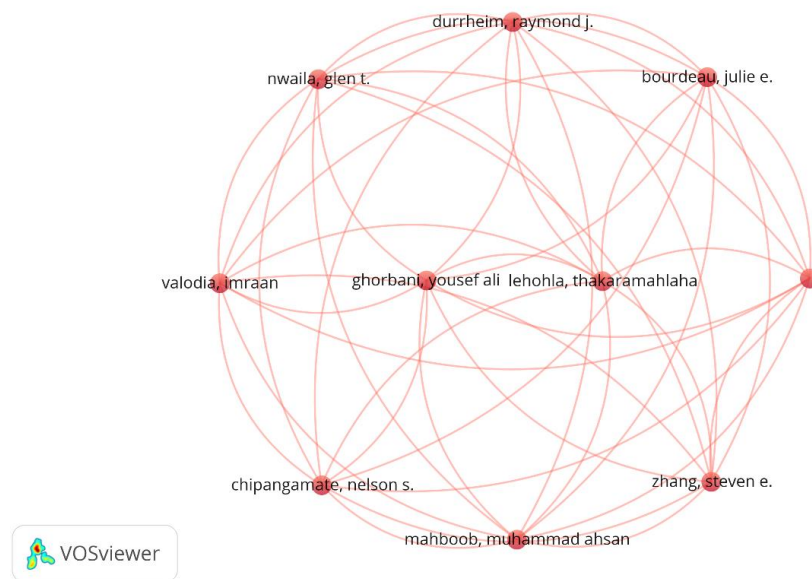 durrheim, raymond j.
nwaila, glen t.
bourdeau, julie e.
valodia, imraan
ghorbani, yousef ali
lehohla, thakaramahlaha
chipangamate, nelson s.
zhang, steven e.
mahboob, muhammad ahsan
VOSviewer